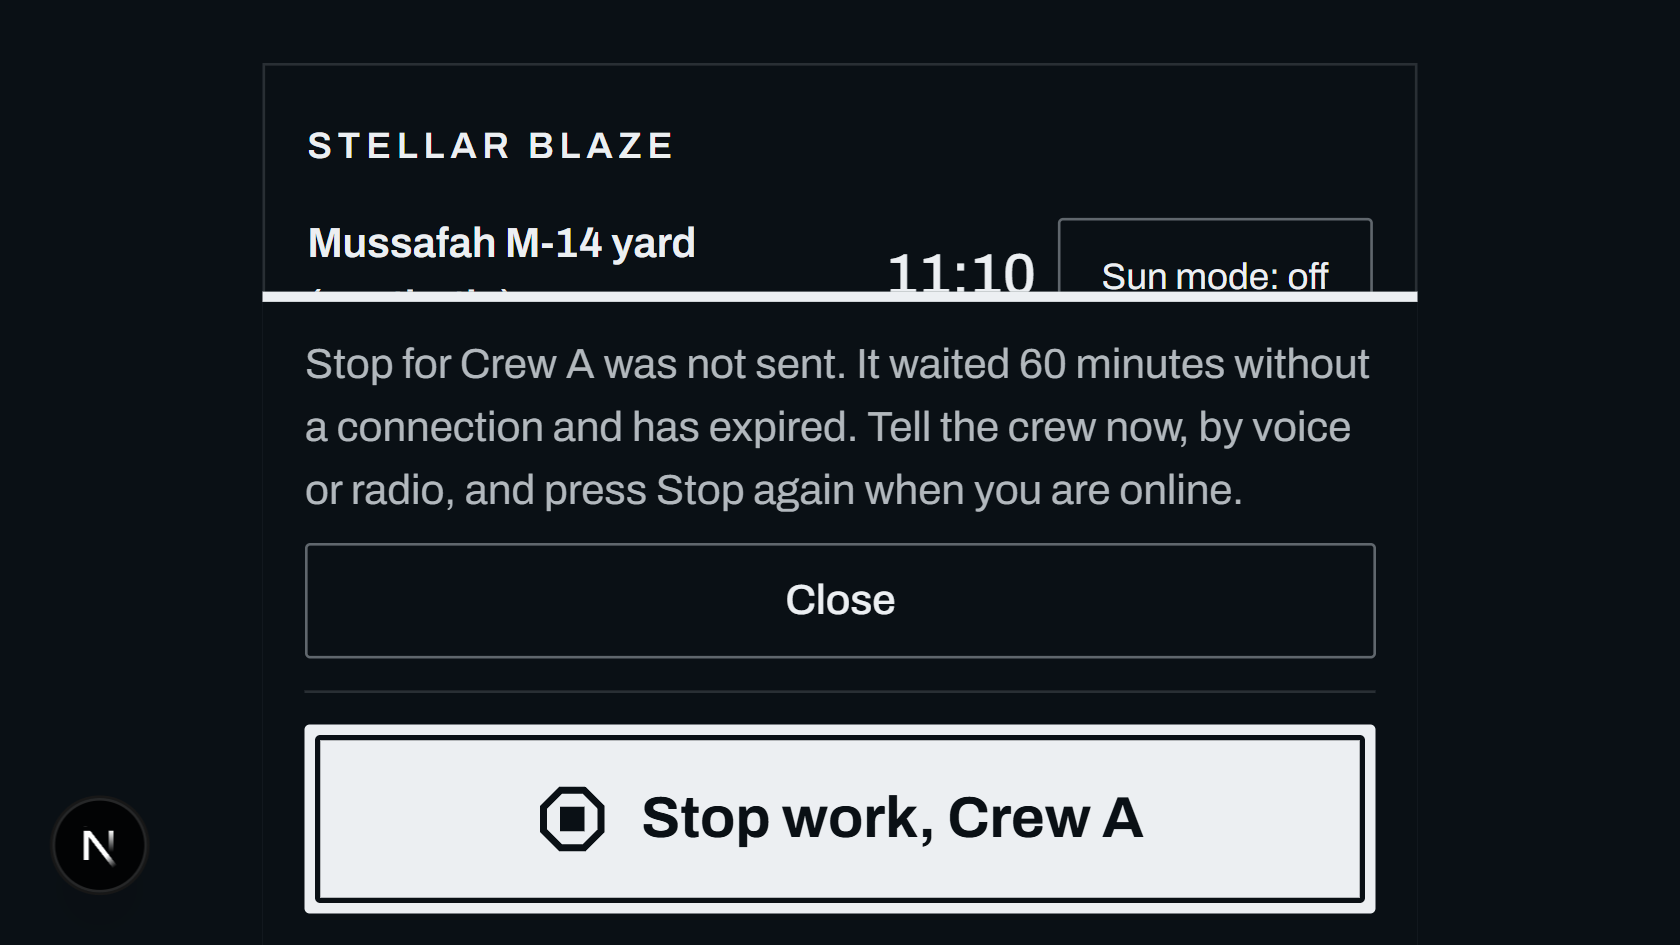 STELLAR BLAZE
Mussafah M-14 yard
11:10
Sun mode: off
Stop for Crew A was not sent. It waited 60 minutes without
a connection and has expired. Tell the crew now, by voice
or radio, and press Stop again when you are online.
Close
Stop work, Crew A
N